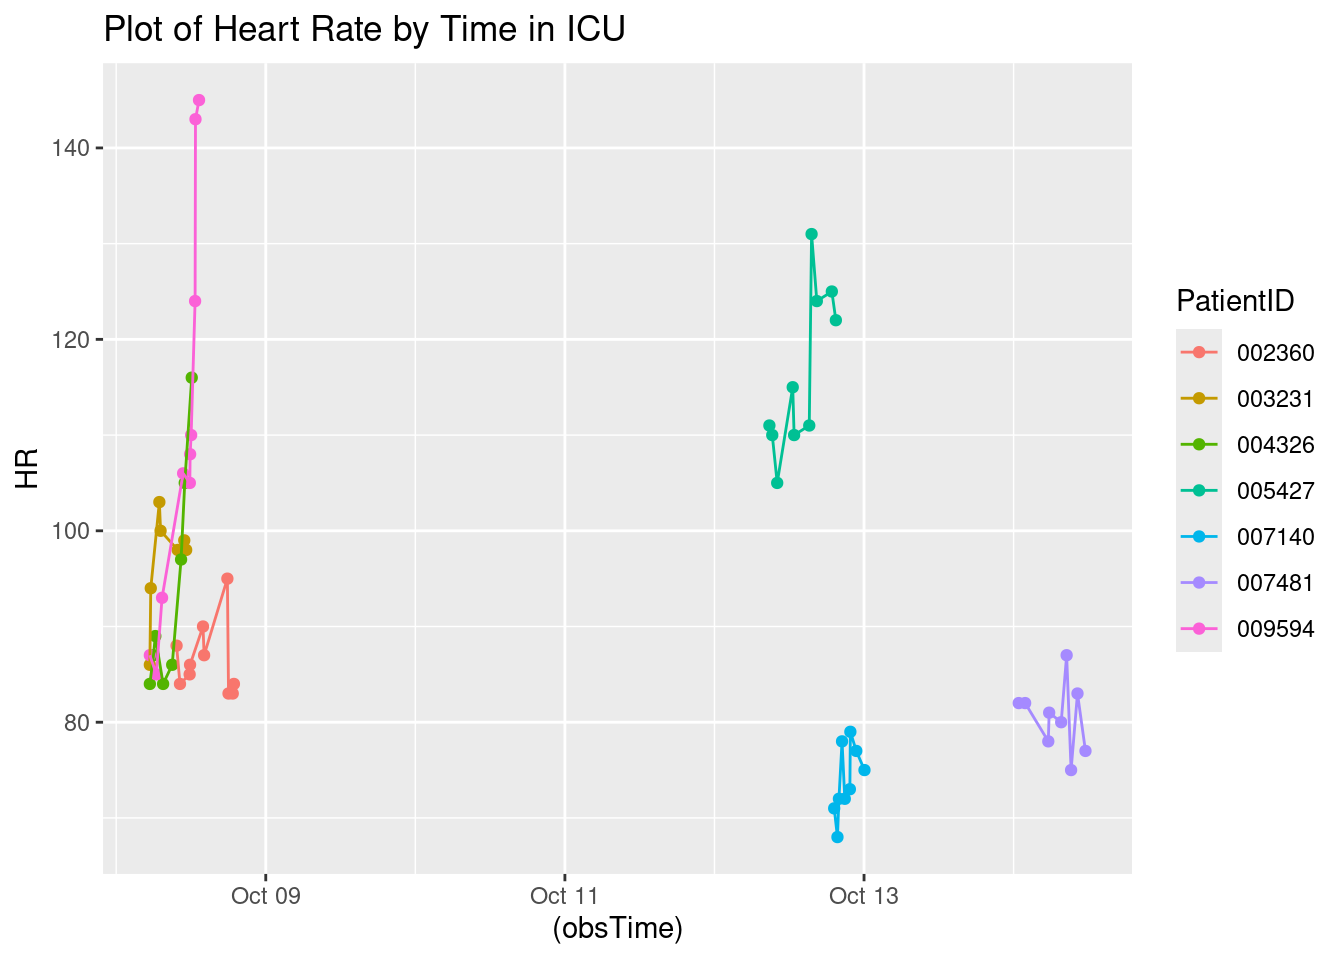 Plot of Heart Rate by Time in ICU
140
120
100
80
HR
Oct 09
Oct 11
Oct 13
(obsTime)
PatientID
002360
003231
004326
005427
007140
007481
009594